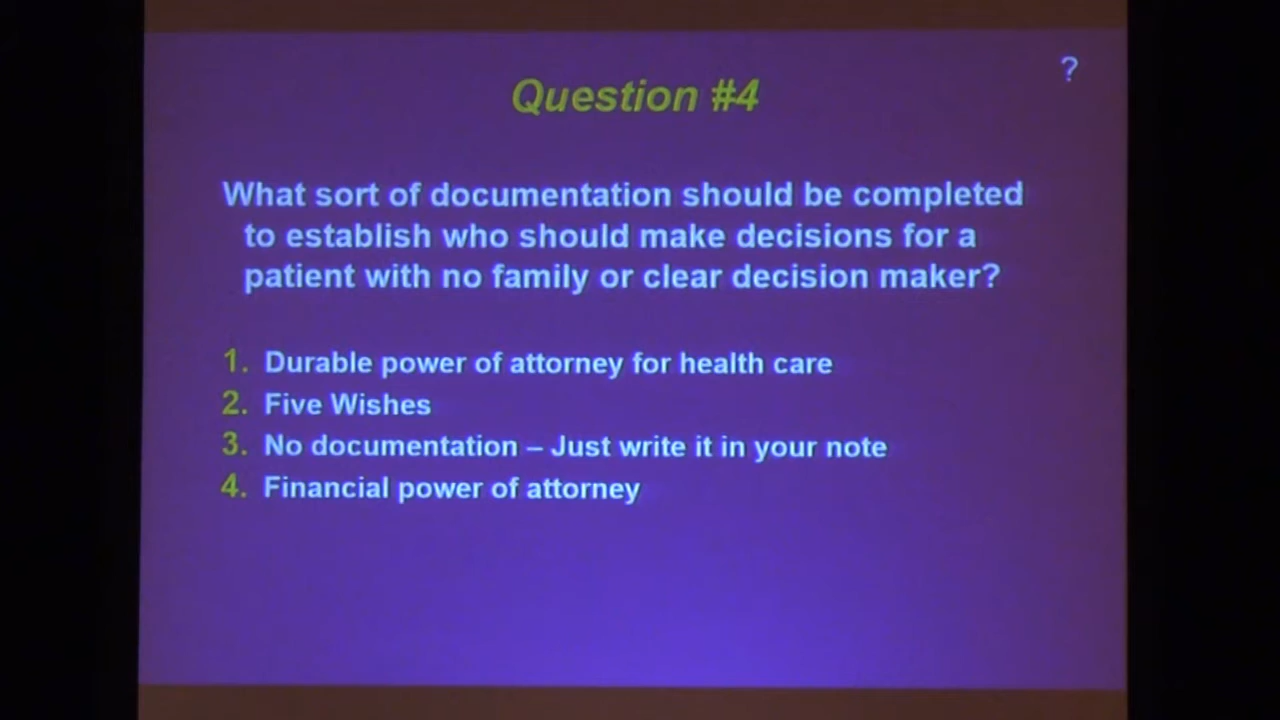 ?
Question #4
What sort of documentation should be completed
to establish who should make decisions for a
patient with no family or clear decision maker?
1. Durable power of attorney for health care
2. Five Wishes
3. No documentation – Just write it in your note
4. Financial power of attorney